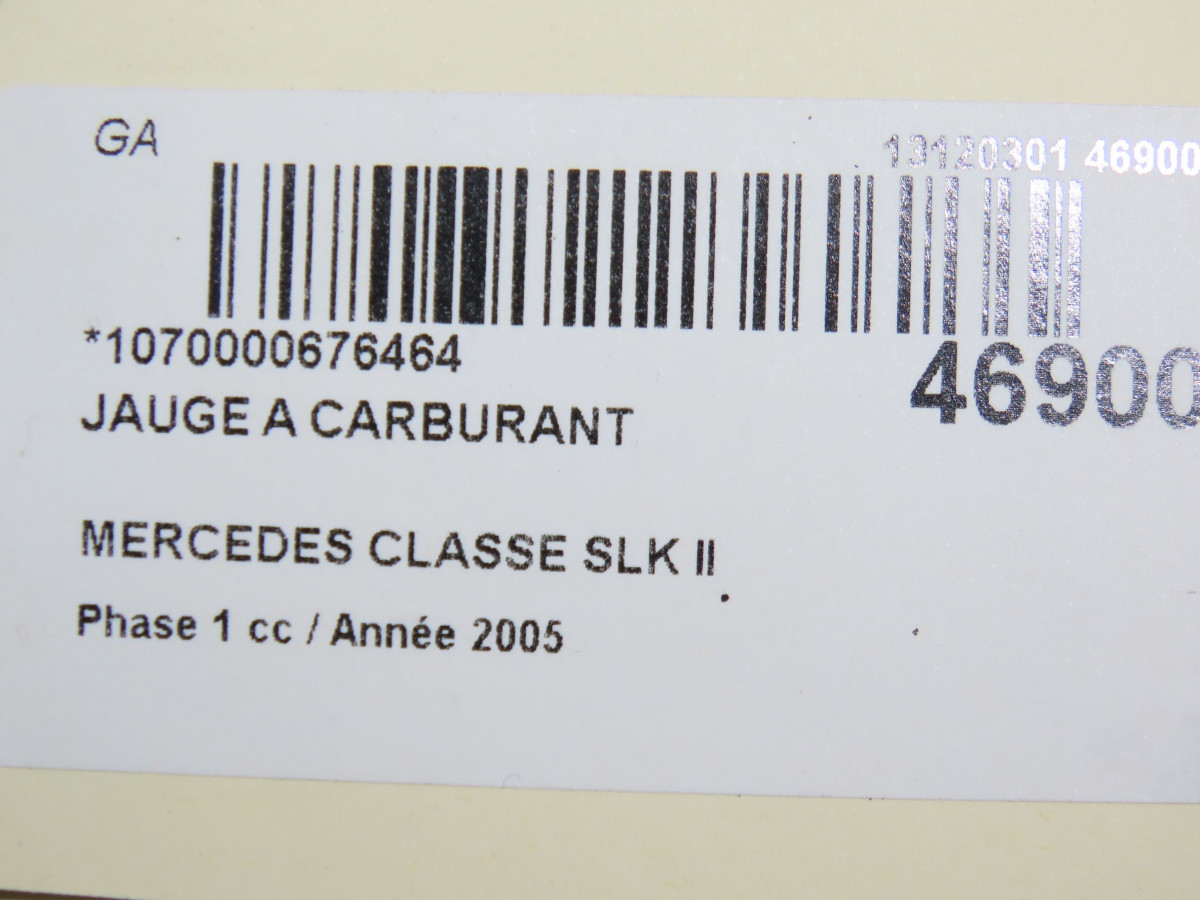 GA
13120301 46900
*1070000676464
46900
JAUGE A CARBURANT
MERCEDES CLASSE SLK II
Phase 1 cc / Année 2005